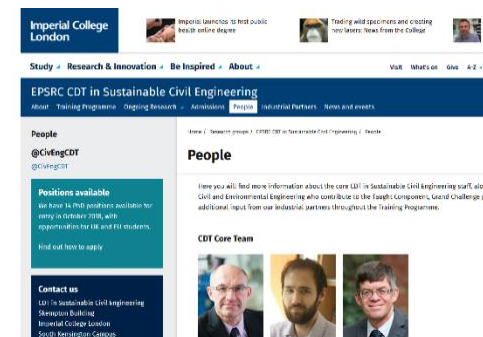 Imperial College
London
Imperial launches its first public
health online degree
Trading wild specimens and creating
new lasers: News from the College
Study
Research & Innovation
Be Inspired
About
Visit
What's on
Give
A-Z
EPSRC CDT in Sustainable Civil Engineering
About
Training Programme
Ongoing Research
Admissions
People
Industrial Partners
News and events
People
@CivEngCDT
@CivEngCDT
Positions available
We have 14 PhD positions available for
entry in October 2018, with
opportunities for UK and EU students.
Find out how to apply
Contact us
CDT in Sustainable Civil Engineering
Skempton Building
Imperial College London
South Kensington Campus
Home / Research groups / EPSRC CDT in Sustainable Civil Engineering / People
People
Here you will find more information about the core CDT in Sustainable Civil Engineering staff, alo
Civil and Environmental Engineering who contribute to the Taught Component, Grand Challenge
additional input from our industrial partners throughout the Training Programme.
CDT Core Team